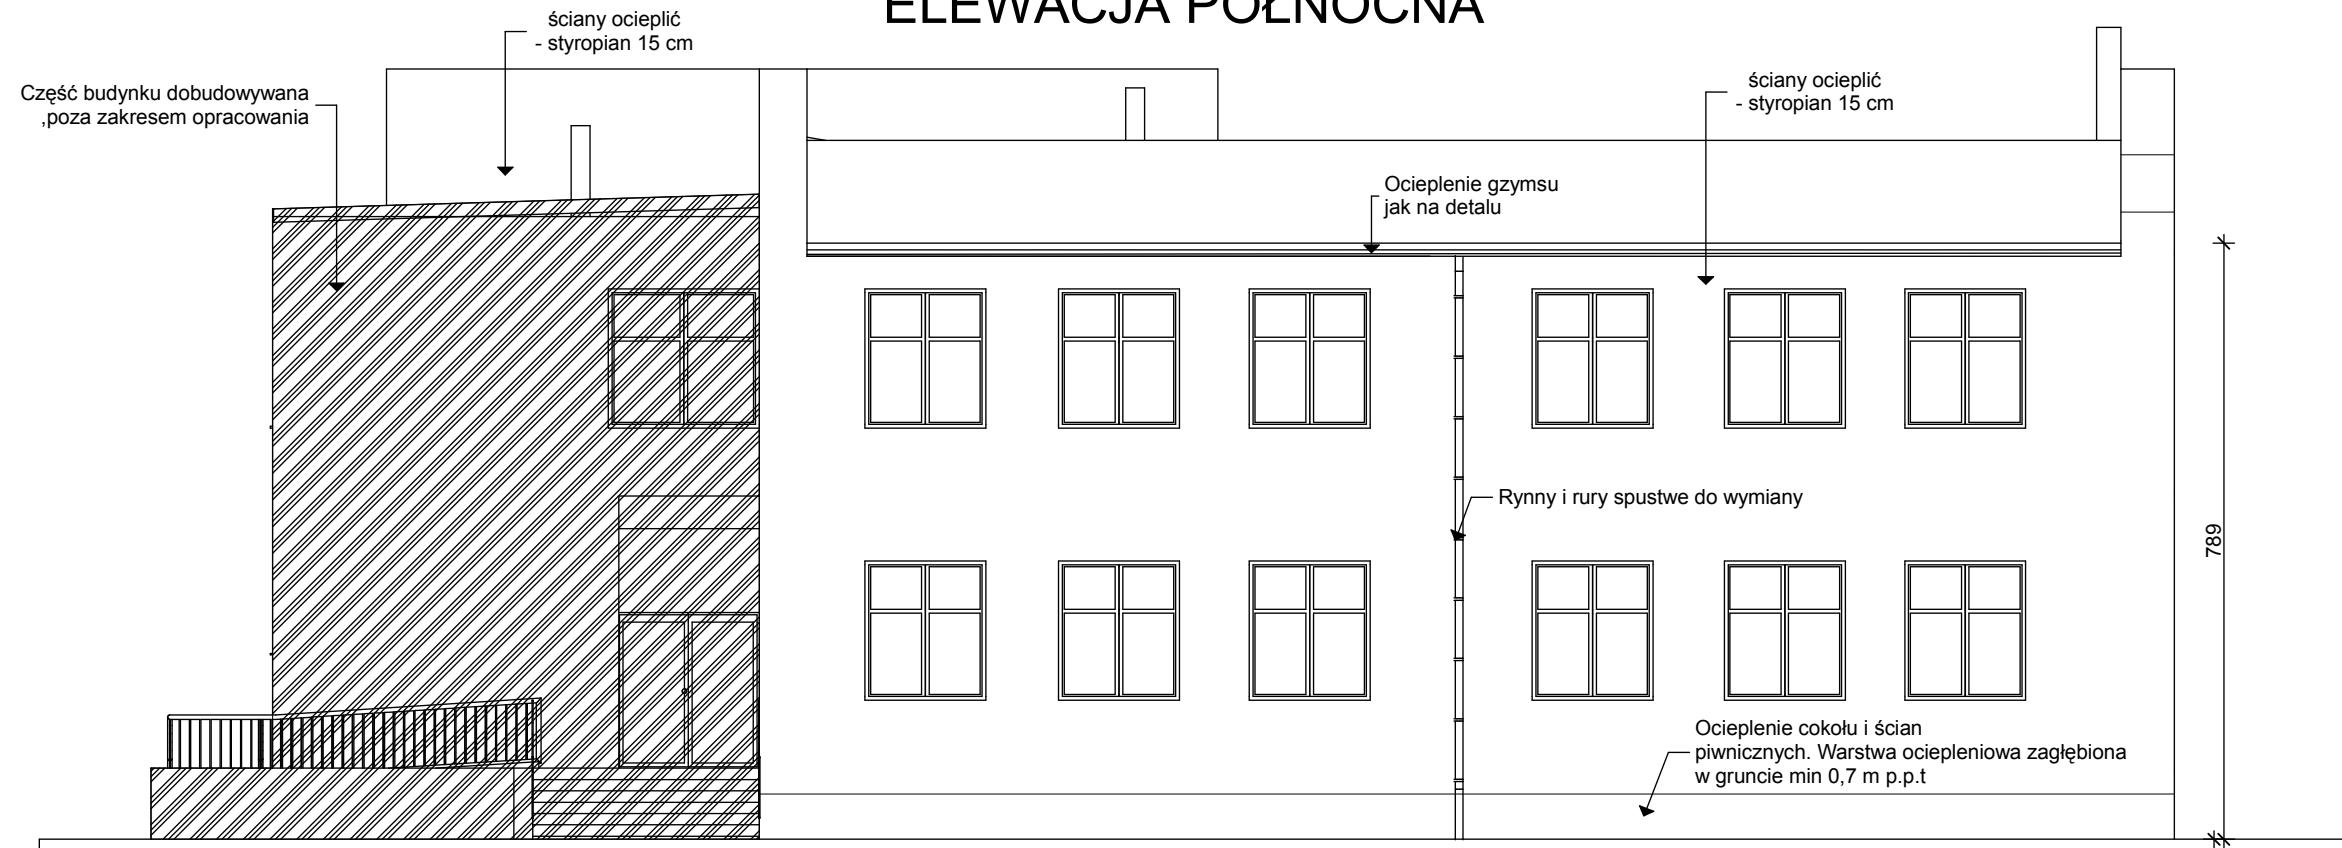 ELEWACJA PÓŁNOCNA
ściany ocieplić
- styropian 15 cm
Część budynku dobudowywana
,poza zakresem opracowania
ściany ocieplić
- styropian 15 cm
Ocieplenie gzymsu
jak na detalu
Rynny i rury spustwe do wymiany
789
Ocieplenie cokołu i ścian
piwnicznych. Warstwa ociepleniowa zagłębiona
w gruncie min 0,7 m p.p.t